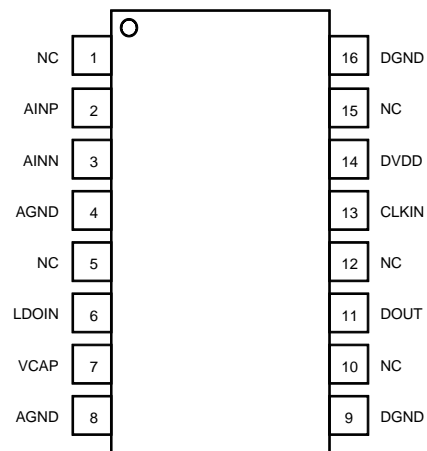 NC 1 16 DGND
AINP 2 15 NC
AINN 3 14 DVDD
AGND 4 13 CLKIN
NC 5 12 NC
LDOIN 6 11 DOUT
VCAP 7 10 NC
AGND 8 9 DGND